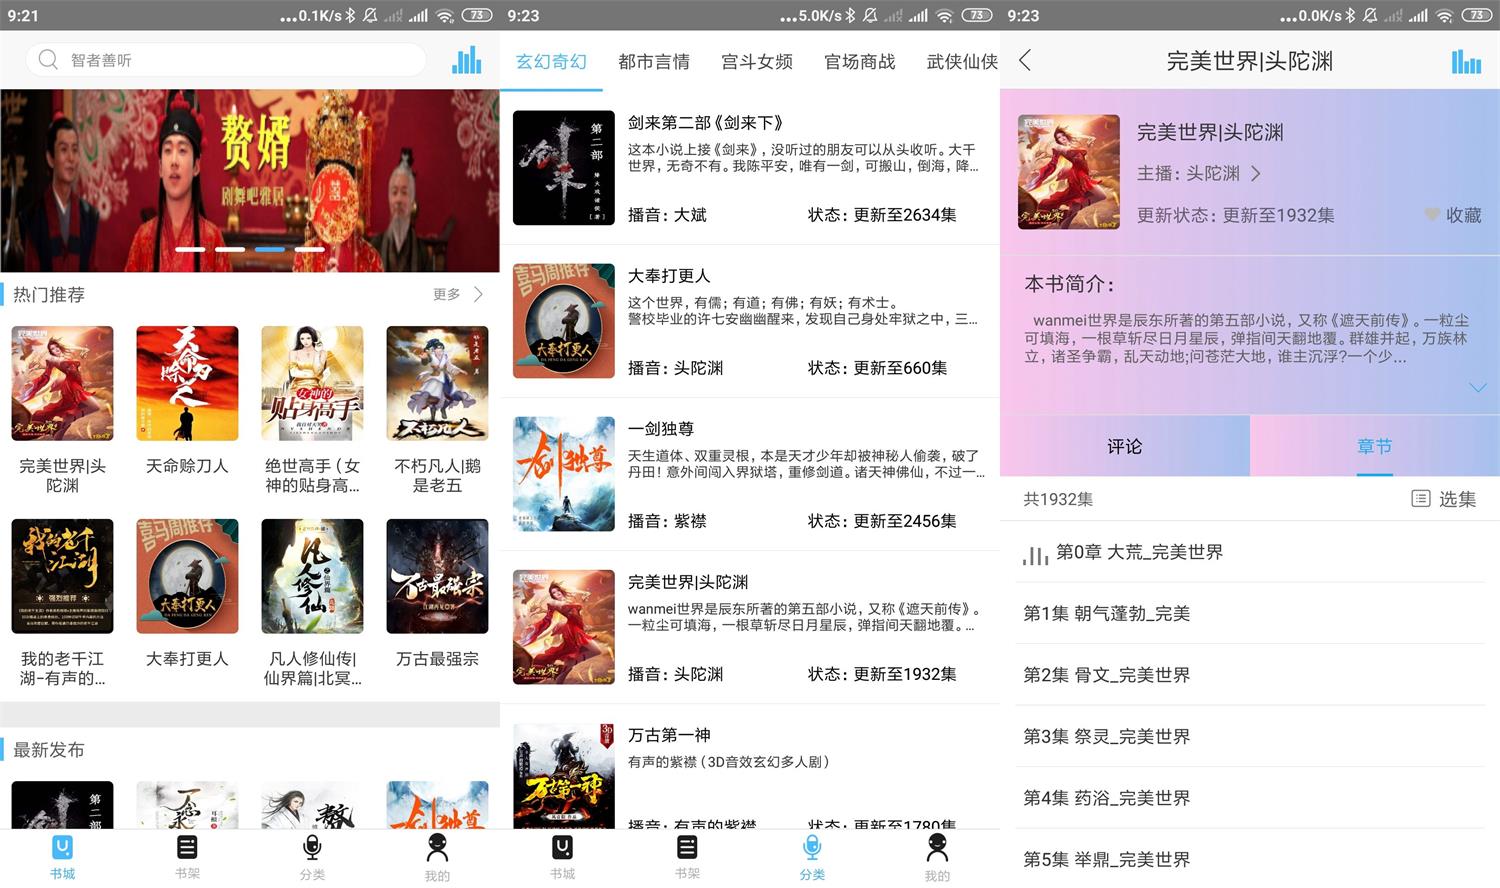 9:21
...0.1K/s
73
智者善听
赘婿
剧舞吧雅居
热门推荐
更多
完美世界|头
陀渊
天命赊刀人
绝世高手（女
神的贴身高...
不朽凡人|鹅
是老五
我的老千江
湖-有声的...
大奉打更人
凡人修仙传|
仙界篇|北冥...
万古最强宗
最新发布
书城
书架
分类
我的
9:23
...5.0K/s
73
玄幻奇幻
都市言情
宫斗女频
官场商战
武侠仙侠
剑来第二部《剑来下》
这本小说上接《剑来》，没听过的朋友可以从头收听。大千
世界，无奇不有。我陈平安，唯有一剑，可搬山，倒海，降...
播音：大斌
状态：更新至2634集
大奉打更人
这个世界，有儒；有道；有佛；有妖；有术士。
警校毕业的许七安幽幽醒来，发现自己身处牢狱之中，三...
播音：头陀渊
状态：更新至660集
一剑独尊
天生道体、双重灵根，本是天才少年却被神秘人偷袭，破了
丹田！意外间闯入界狱塔，重修剑道。诸天神佛仙，不过一...
播音：紫襟
状态：更新至2456集
完美世界|头陀渊
wanmei世界是辰东所著的第五部小说，又称《遮天前传》。
一粒尘可填海，一根草斩尽日月星辰，弹指间天翻地覆。...
播音：头陀渊
状态：更新至1932集
万古第一神
有声的紫襟（3D音效玄幻多人剧）
播音：有声的紫襟
状态：更新至1780集
书城
书架
分类
我的
9:23
...0.0K/s
73
完美世界|头陀渊
完美世界|头陀渊
主播：头陀渊
更新状态：更新至1932集
收藏
本书简介：
wanmei世界是辰东所著的第五部小说，又称《遮天前传》。一粒尘
可填海，一根草斩尽日月星辰，弹指间天翻地覆。群雄并起，万族林
立，诸圣争霸，乱天动地;问苍茫大地，谁主沉浮?一个少...
评论
章节
共1932集
选集
第0章 大荒_完美世界
第1集 朝气蓬勃_完美
第2集 骨文_完美世界
第3集 祭灵_完美世界
第4集 药浴_完美世界
第5集 举鼎_完美世界